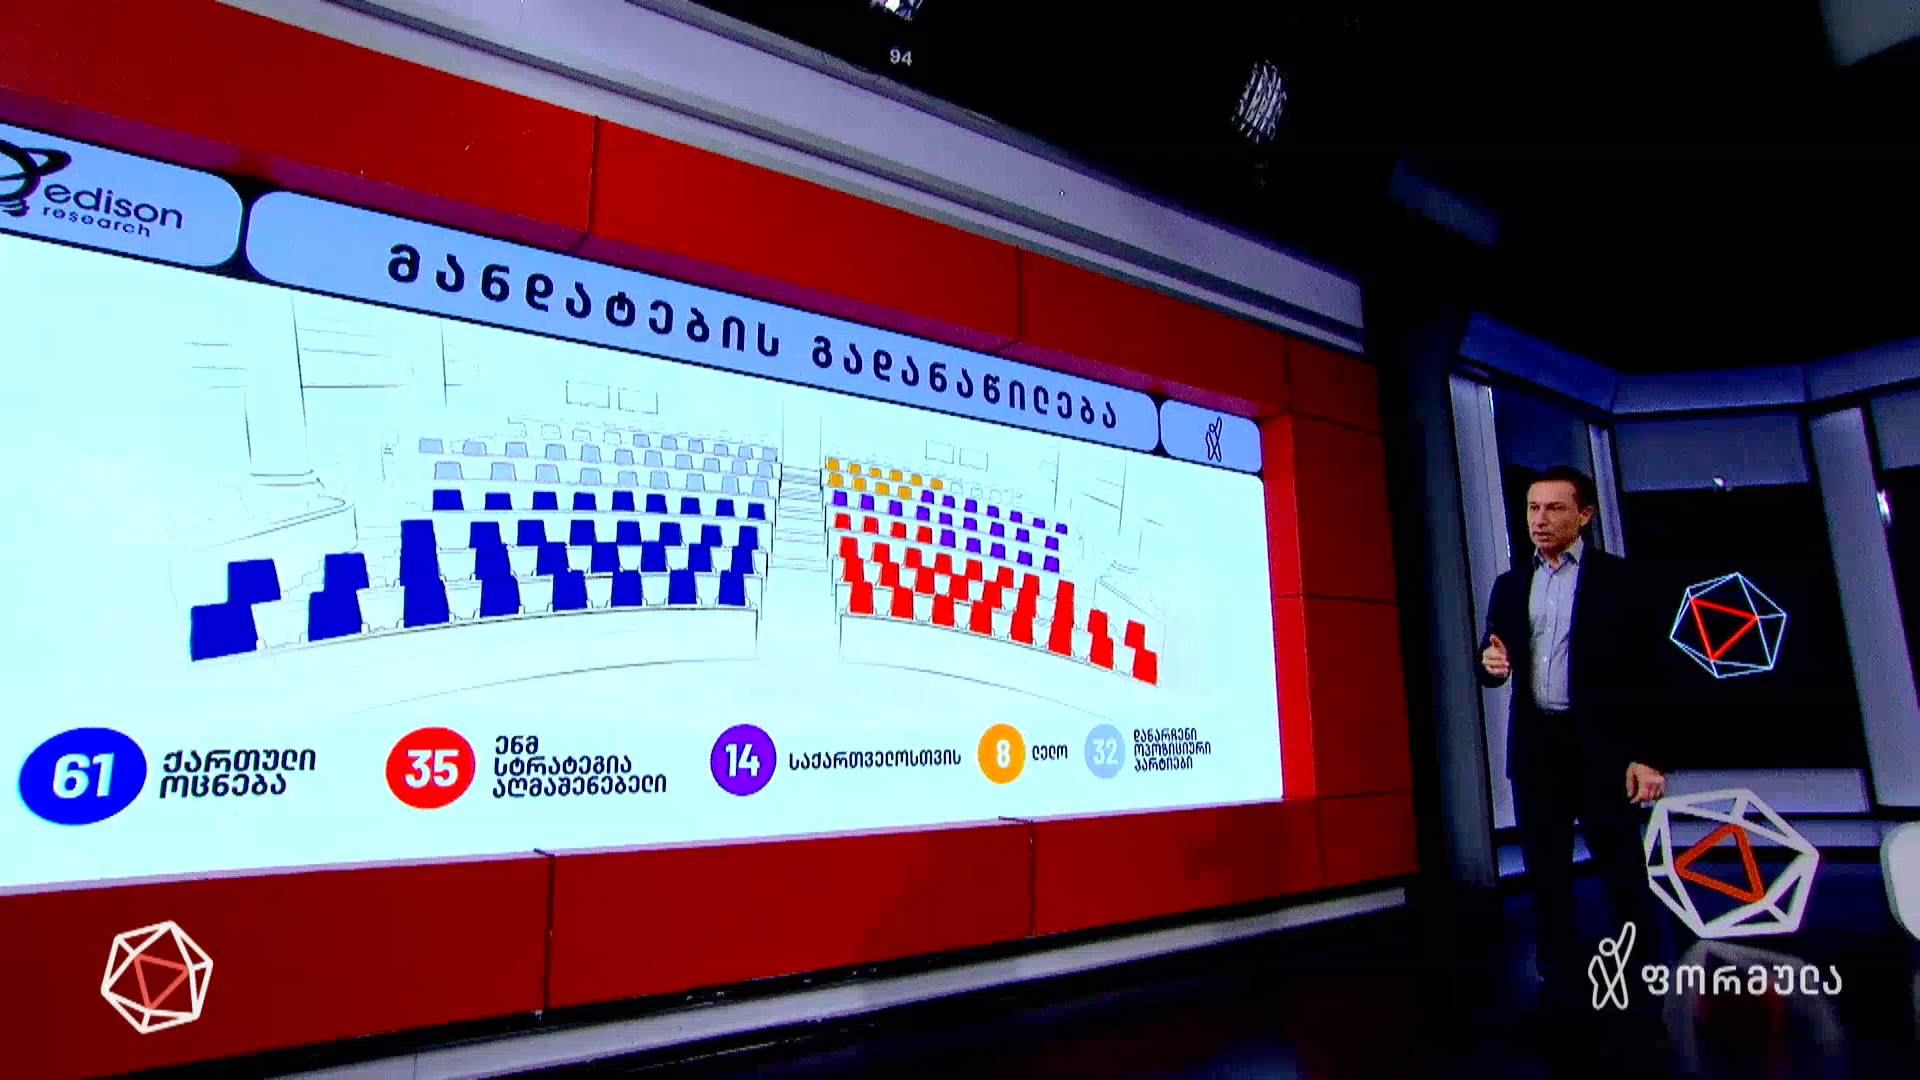 94
edison
research
მანდატების გადანაწილება
61
ქართული
ოცნება
35
ენმ
სტრატეგია
აღმაშენებელი
14
საქართველოსთვის
8
ლელო
32
დანარჩენი
ოპოზიციური
პარტიები
ფორმულა